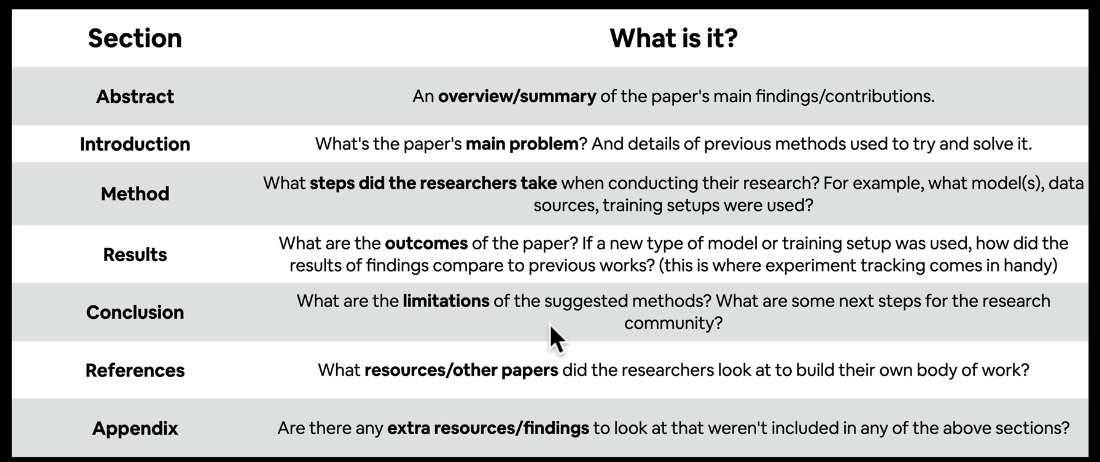 Section What is it?
Abstract An overview/summary of the paper's main findings/contributions.
Introduction What's the paper's main problem? And details of previous methods used to try and solve it.
Method What steps did the researchers take when conducting their research? For example, what model(s), data
sources, training setups were used?
Results What are the outcomes of the paper? If a new type of model or training setup was used, how did the
results of findings compare to previous works? (this is where experiment tracking comes in handy)
Conclusion What are the limitations of the suggested methods? What are some next steps for the research
community?
References What resources/other papers did the researchers look at to build their own body of work?
Appendix Are there any extra resources/findings to look at that weren't included in any of the above sections?